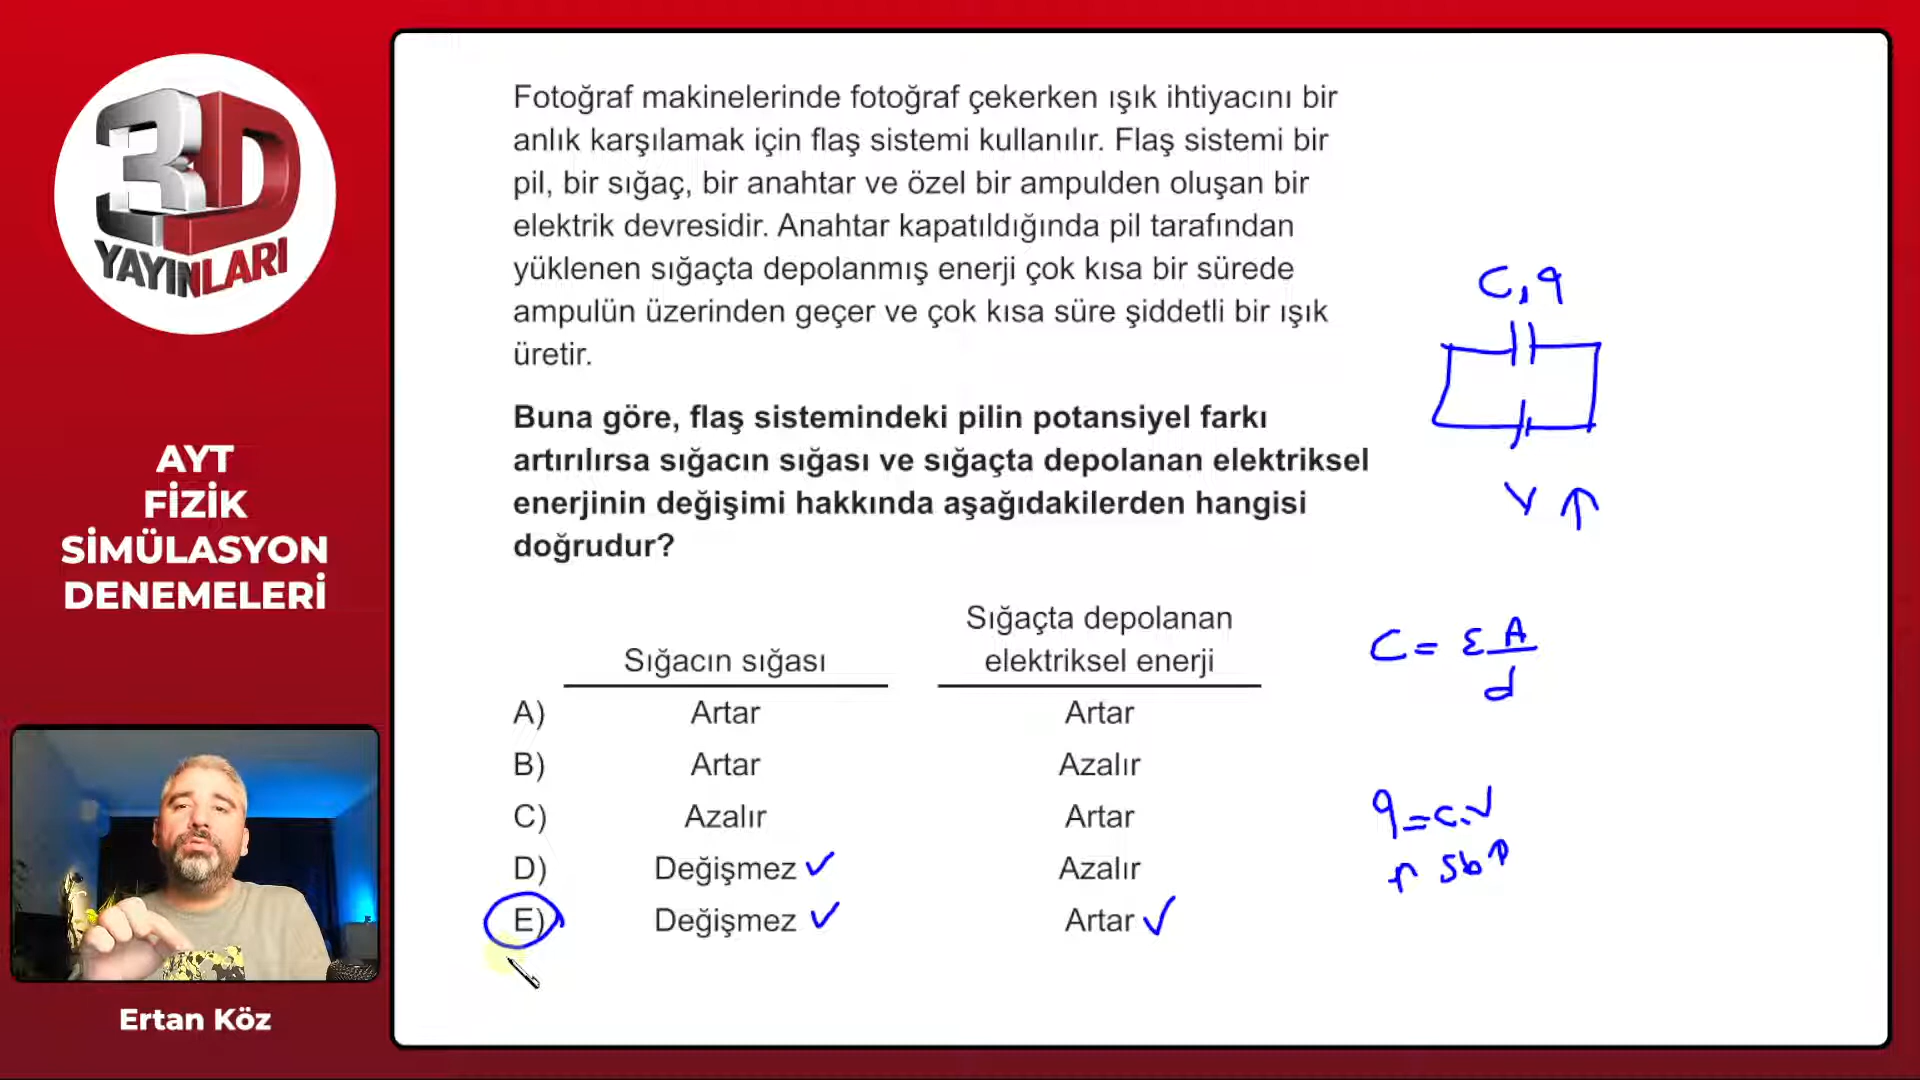 3D
YAYINLARI
AYT
FİZİK
SİMÜLASYON
DENEMELERİ
Ertan Köz
Fotoğraf makinelerinde fotoğraf çekerken ışık ihtiyacını bir
anlık karşılamak için flaş sistemi kullanılır. Flaş sistemi bir
pil, bir sığaç, bir anahtar ve özel bir ampulden oluşan bir
elektrik devresidir. Anahtar kapatıldığında pil tarafından
yüklenen sığaçta depolanmış enerji çok kısa bir sürede
ampulün üzerinden geçer ve çok kısa süre şiddetli bir ışık
üretir.
Buna göre, flaş sistemindeki pilin potansiyel farkı
artırılırsa sığacın sığası ve sığaçta depolanan elektriksel
enerjinin değişimi hakkında aşağıdakilerden hangisi
doğrudur?
Sığacın sığası Sığaçta depolanan elektriksel enerji
A) Artar Artar
B) Artar Azalır
C) Azalır Artar
D) Değişmez ✓ Azalır
E) Değişmez ✓ Artar ✓
C, q
V ↑
C = ε A/d
q = C.V
↑ sb ↑